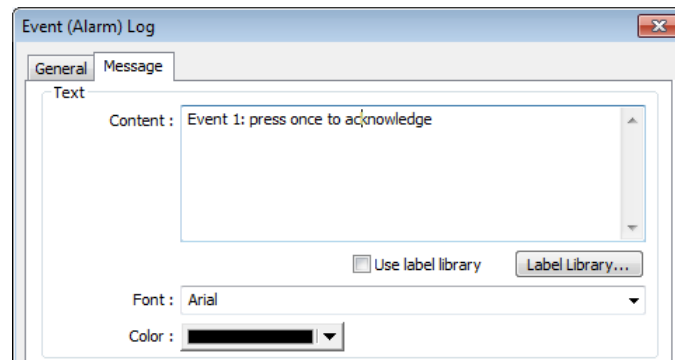 Event (Alarm) Log
General Message
Text
Content : Event 1: press once to acknowledge
Use label library Label Library...
Font : Arial
Color :